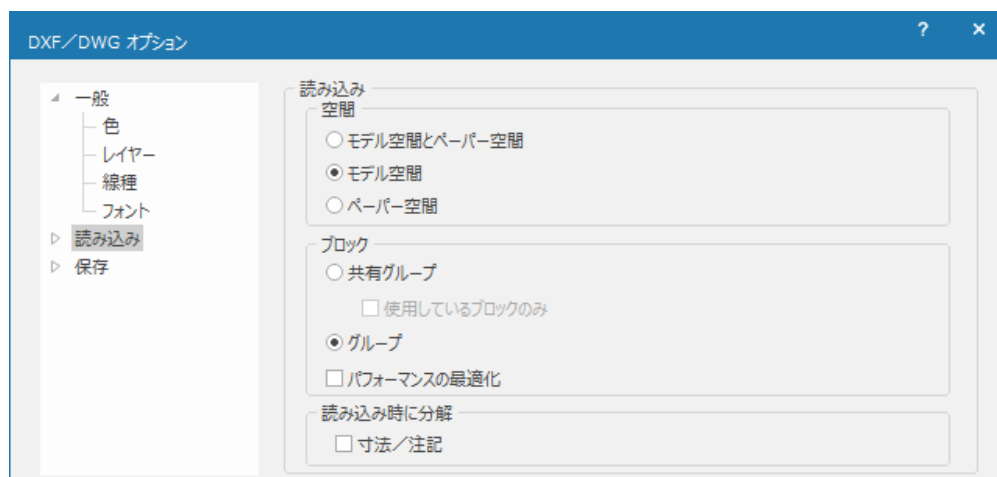 DXF／DWG オプション
? ×
一般
色
レイヤー
線種
フォント
読み込み
保存
読み込み
空間
モデル空間とペーパー空間
モデル空間
ペーパー空間
ブロック
共有グループ
使用しているブロックのみ
グループ
パフォーマンスの最適化
読み込み時に分解
寸法／注記